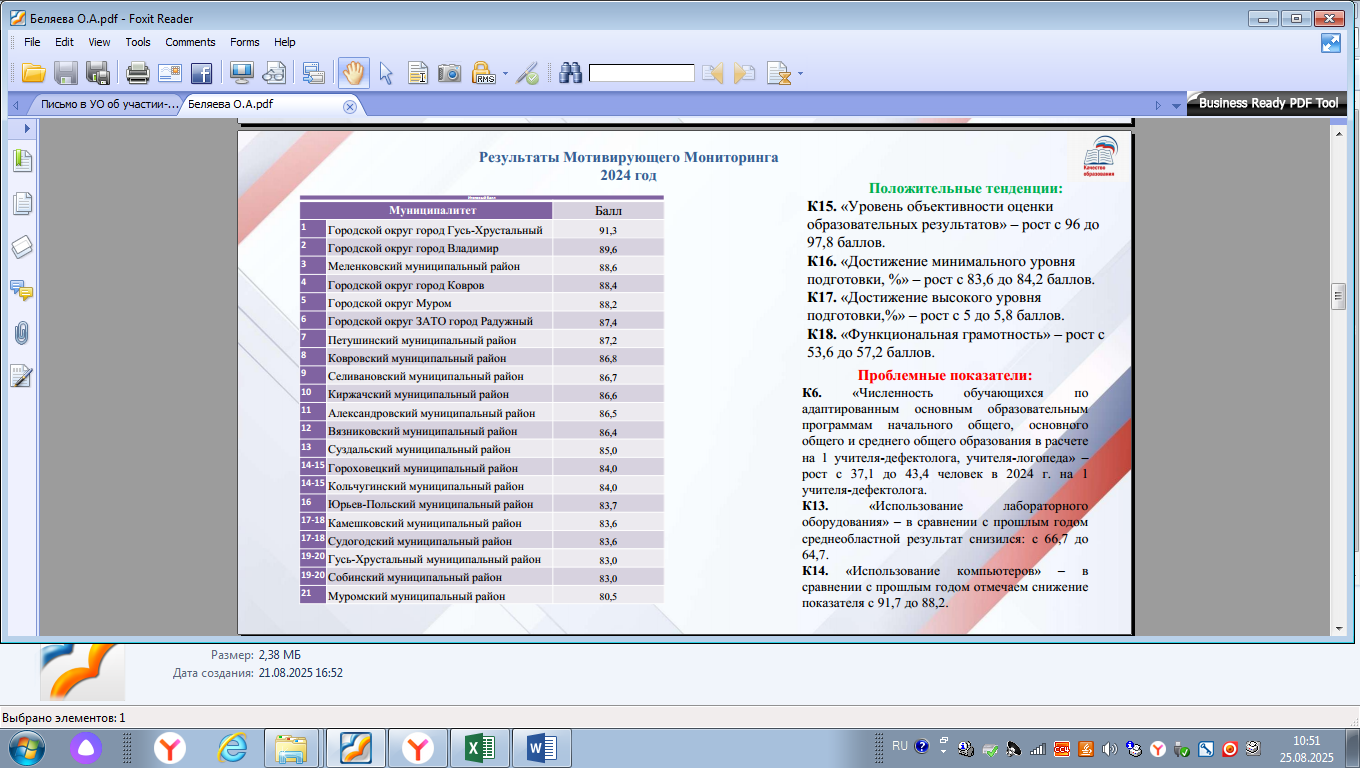 Беляева О.А.pdf - Foxit Reader
File Edit View Tools Comments Forms Help
RMS
Письмо в УО об участии-... Беляева О.А.pdf
Business Ready PDF Tool
Результаты Мотивирующего Мониторинга
2024 год
Качество
образования
Муниципалитет Балл
1 Городской округ город Гусь-Хрустальный 91,3
2 Городской округ город Владимир 89,6
3 Меленковский муниципальный район 88,6
4 Городской округ город Ковров 88,4
5 Городской округ Муром 88,2
6 Городской округ ЗАТО город Радужный 87,4
7 Петушинский муниципальный район 87,2
8 Ковровский муниципальный район 86,8
9 Селивановский муниципальный район 86,7
10 Киржачский муниципальный район 86,6
11 Александровский муниципальный район 86,5
12 Вязниковский муниципальный район 86,4
13 Суздальский муниципальный район 85,0
14-15 Гороховецкий муниципальный район 84,0
14-15 Кольчугинский муниципальный район 84,0
16 Юрьев-Польский муниципальный район 83,7
17-18 Камешковский муниципальный район 83,6
17-18 Судогодский муниципальный район 83,6
19-20 Гусь-Хрустальный муниципальный район 83,0
19-20 Собинский муниципальный район 83,0
21 Муромский муниципальный район 80,5
Положительные тенденции:
К15. «Уровень объективности оценки
образовательных результатов» – рост с 96 до
97,8 баллов.
К16. «Достижение минимального уровня
подготовки, %» – рост с 83,6 до 84,2 баллов.
К17. «Достижение высокого уровня
подготовки,%» – рост с 5 до 5,8 баллов.
К18. «Функциональная грамотность» – рост с
53,6 до 57,2 баллов.
Проблемные показатели:
К6. «Численность обучающихся по
адаптированным основным образовательным
программам начального общего, основного
общего и среднего общего образования в расчете
на 1 учителя-дефектолога, учителя-логопеда» –
рост с 37,1 до 43,4 человек в 2024 г. на 1
учителя-дефектолога.
К13. «Использование лабораторного
оборудования» – в сравнении с прошлым годом
среднеобластной результат снизился: с 66,7 до
64,7.
К14. «Использование компьютеров» – в
сравнении с прошлым годом отмечаем снижение
показателя с 91,7 до 88,2.
Размер: 2,38 МБ
Дата создания: 21.08.2025 16:52
Выбрано элементов: 1
RU
10:51
25.08.2025